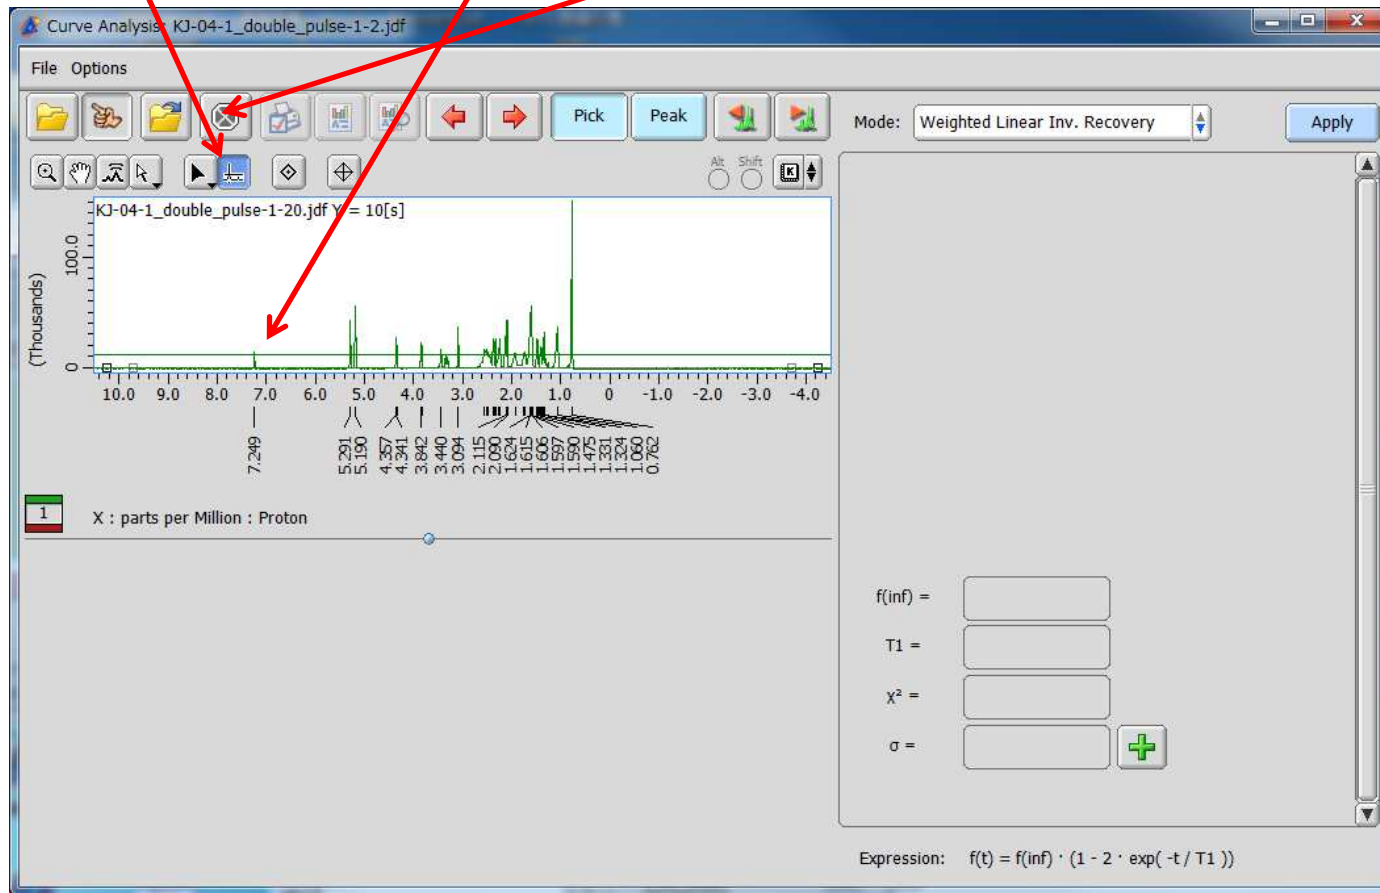 Curve Analysis: KJ-04-1_double_pulse-1-2.jdf
File Options
Pick Peak
Mode: Weighted Linear Inv. Recovery Apply
Alt Shift
K
KJ-04-1_double_pulse-1-20.jdf Y = 10[s]
(Thousands)
100.0
0
10.0 9.0 8.0 7.0 6.0 5.0 4.0 3.0 2.0 1.0 0 -1.0 -2.0 -3.0 -4.0
7.249 5.291 5.190 4.357 4.341 3.842 3.440 3.094 2.115 2.090 1.624 1.615 1.606 1.597 1.590 1.475 1.331 1.324 1.060 0.762
1
X : parts per Million : Proton
f(inf) =
T1 =
χ² =
σ =
Expression: f(t) = f(inf) · (1 - 2 · exp( -t / T1 ))